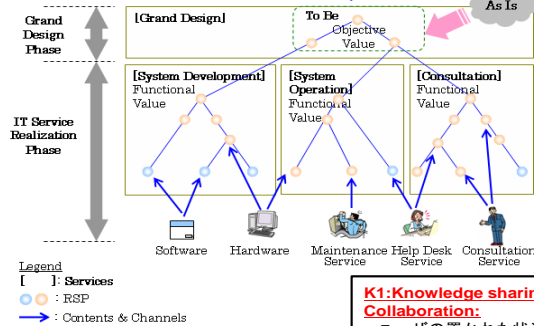 As Is
Grand
Design
Phase
[Grand Design]
To Be
Objective
Value
IT Service
Realization
Phase
[System Development]
Functional
Value
[System
Operation]
Functional
Value
[Consultation]
Functional
Value
Software
Hardware
Maintenance
Service
Help Desk
Service
Consultation
Service
Legend
[ ]: Services
: RSP
: Contents & Channels
K1:Knowledge sharin
Collaboration: